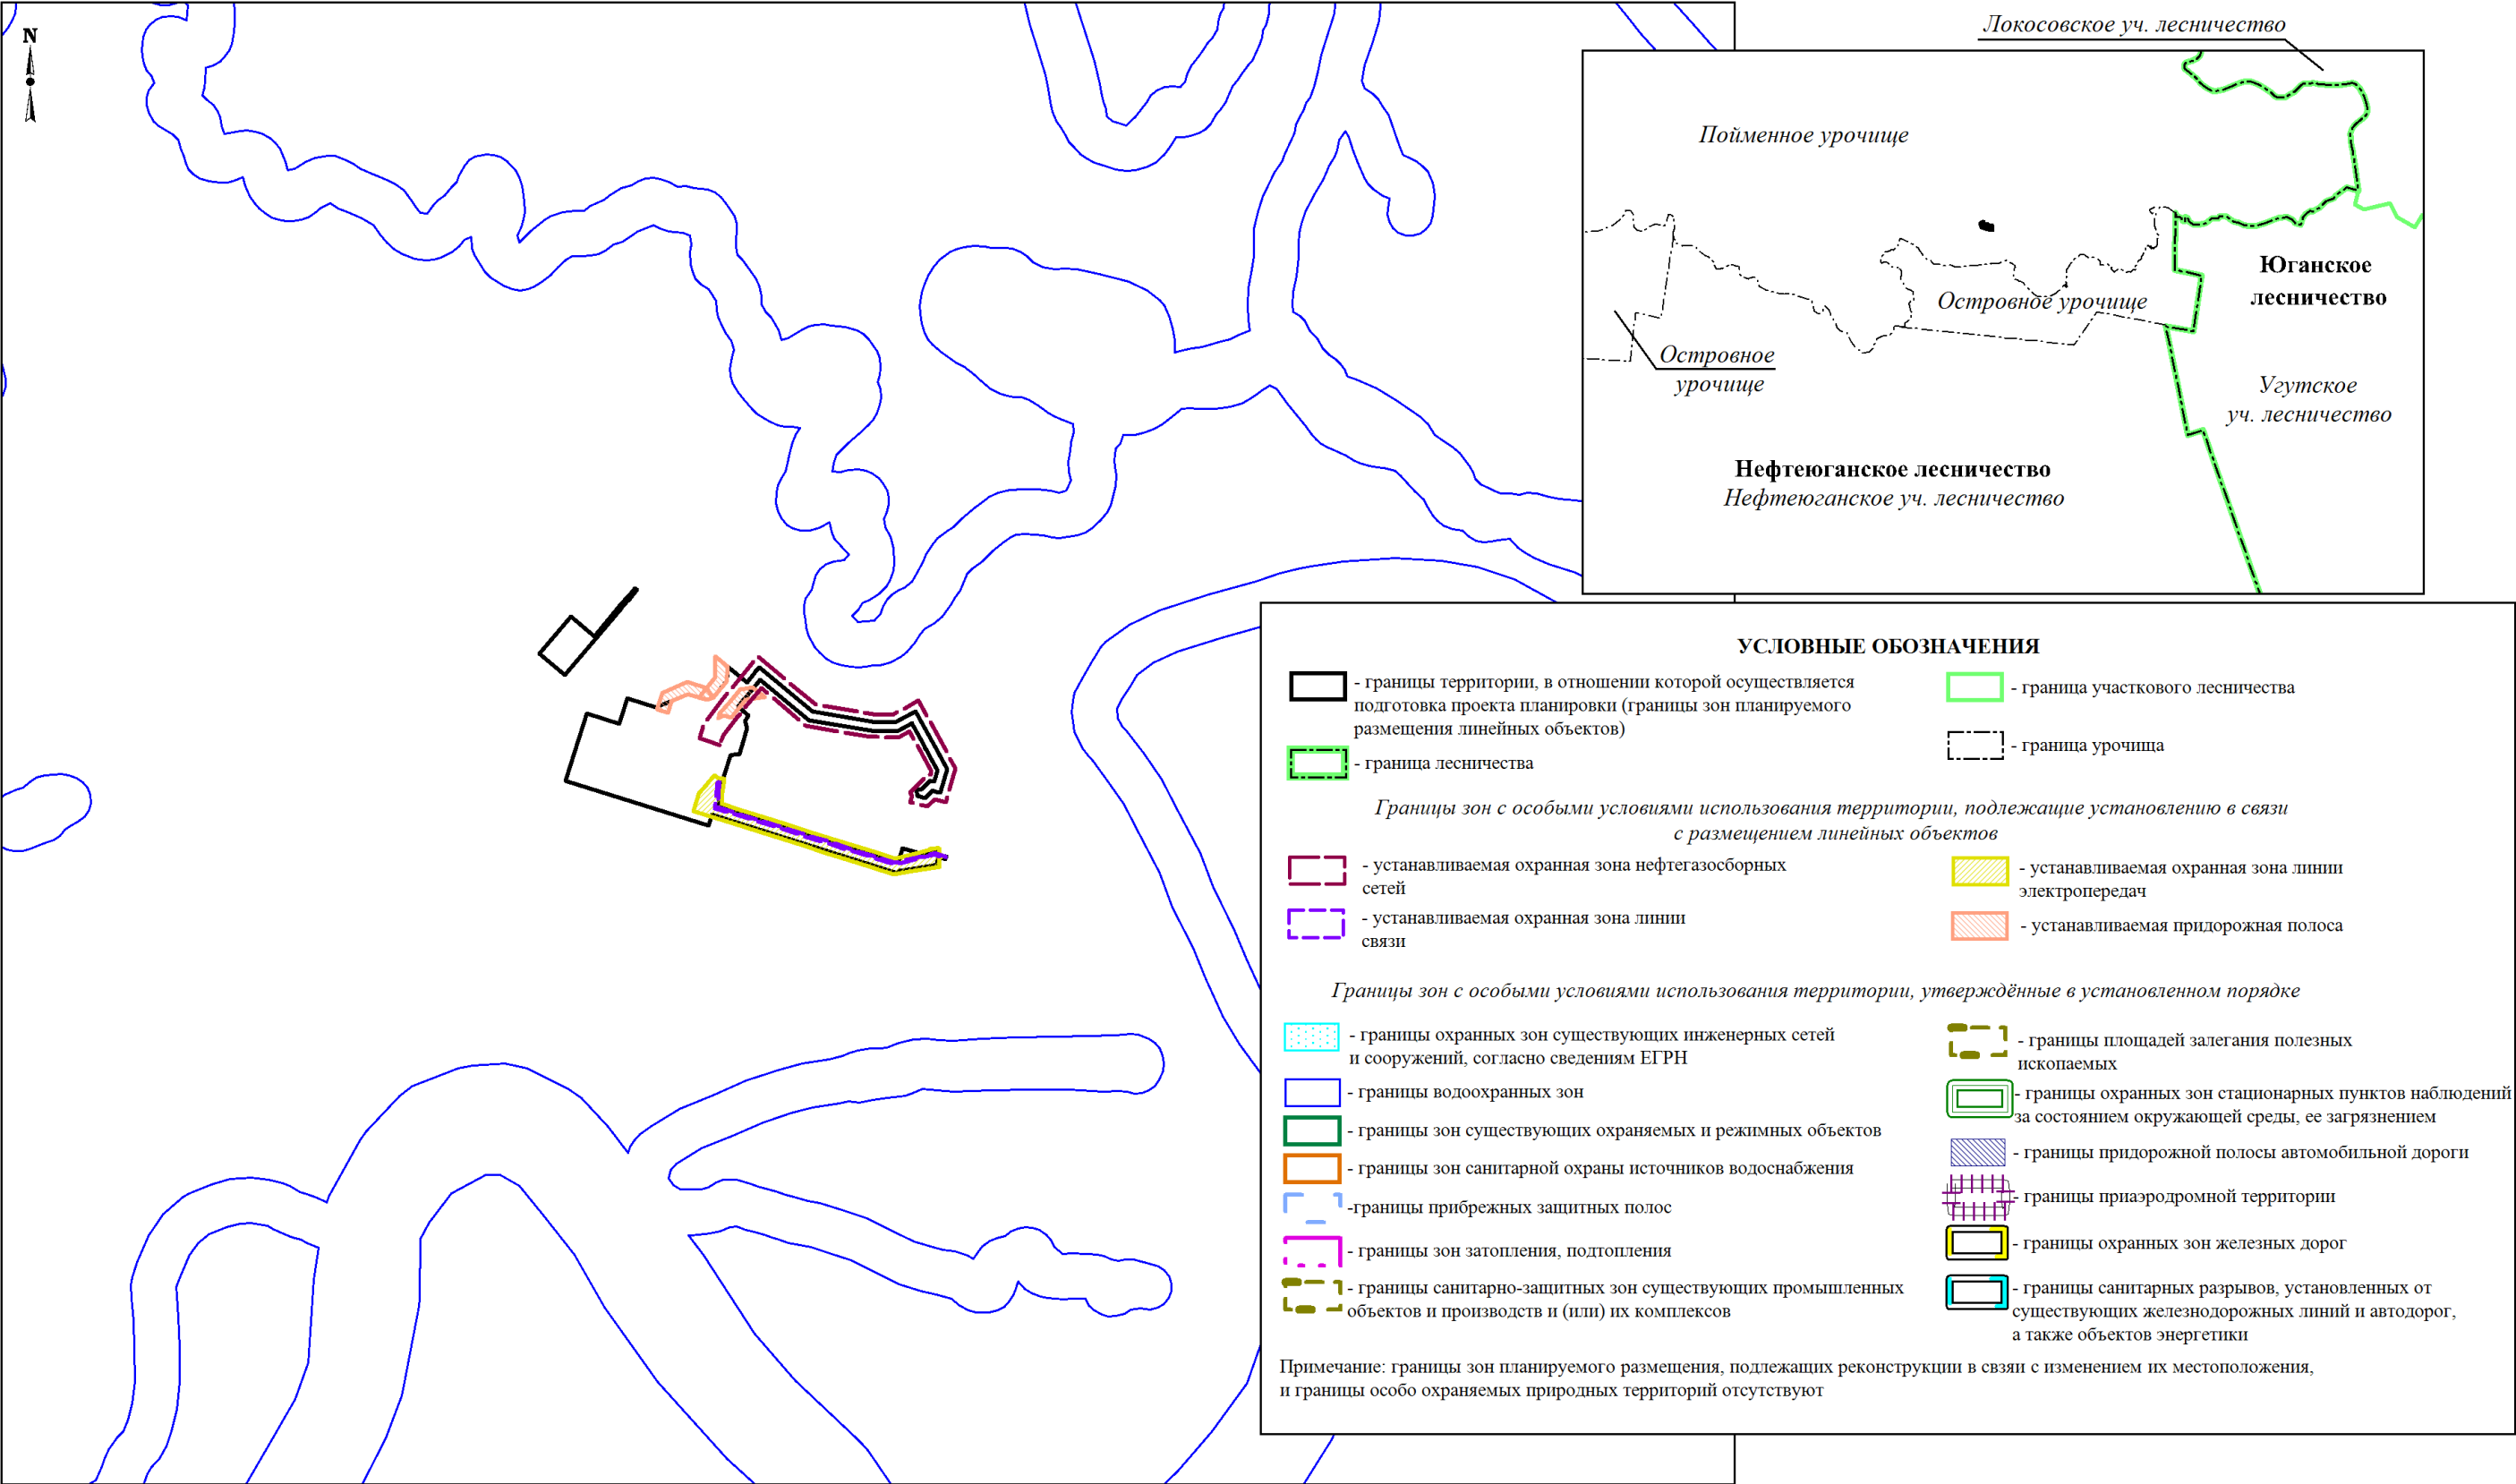 N
Локосовское уч. лесничество
Пойменное урочище
Юганское
лесничество
Островное урочище
Островное
урочище
Угутское
уч. лесничество
Нефтеюганское лесничество
Нефтеюганское уч. лесничество
УСЛОВНЫЕ ОБОЗНАЧЕНИЯ
- границы территории, в отношении которой осуществляется
подготовка проекта планировки (границы зон планируемого
размещения линейных объектов)
- граница лесничества
- граница участкового лесничества
- граница урочища
Границы зон с особыми условиями использования территории, подлежащие установлению в связи
с размещением линейных объектов
- устанавливаемая охранная зона нефтегазосборных
сетей
- устанавливаемая охранная зона линии
связи
- устанавливаемая охранная зона линии
электропередач
- устанавливаемая придорожная полоса
Границы зон с особыми условиями использования территории, утверждённые в установленном порядке
- границы охранных зон существующих инженерных сетей
и сооружений, согласно сведениям ЕГРН
- границы водоохранных зон
- границы зон существующих охраняемых и режимных объектов
- границы зон санитарной охраны источников водоснабжения
-границы прибрежных защитных полос
- границы зон затопления, подтопления
- границы санитарно-защитных зон существующих промышленных
объектов и производств и (или) их комплексов
- границы площадей залегания полезных
ископаемых
- границы охранных зон стационарных пунктов наблюдений
за состоянием окружающей среды, ее загрязнением
- границы придорожной полосы автомобильной дороги
- границы приаэродромной территории
- границы охранных зон железных дорог
- границы санитарных разрывов, установленных от
существующих железнодорожных линий и автодорог,
а также объектов энергетики
Примечание: границы зон планируемого размещения, подлежащих реконструкции в свзяи с изменением их местоположения,
и границы особо охраняемых природных территорий отсутствуют